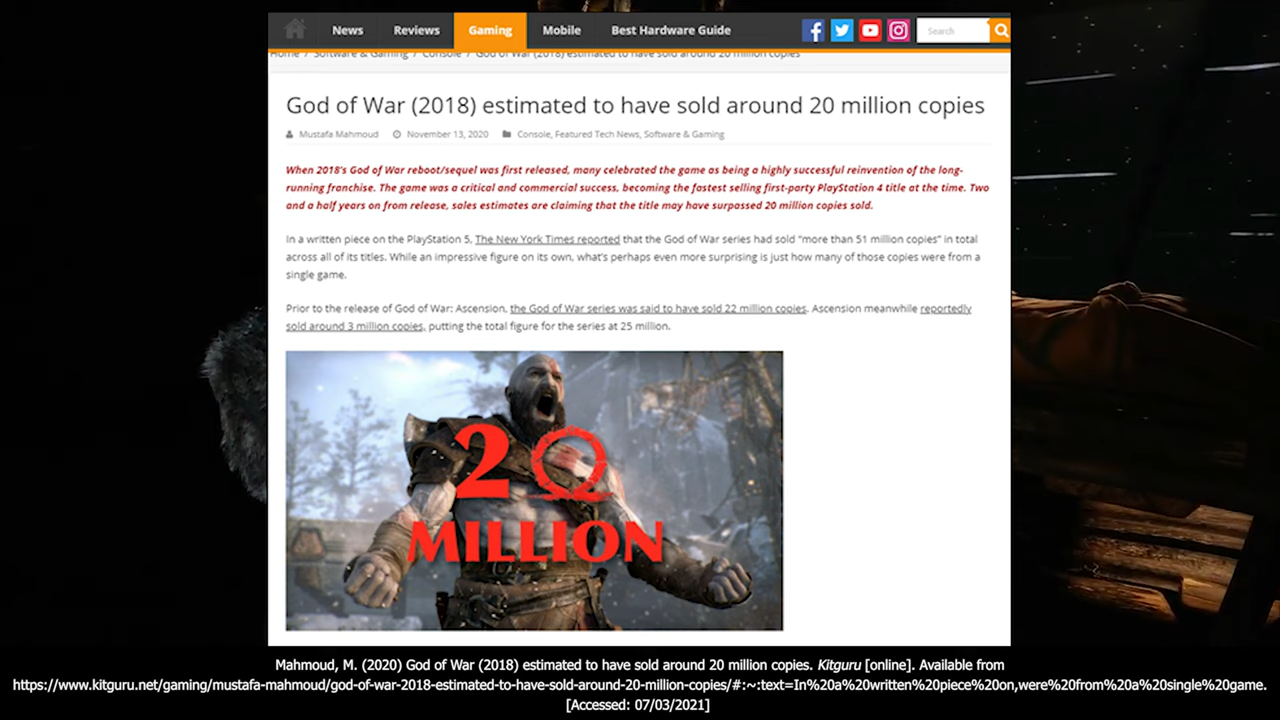 News Reviews Gaming Mobile Best Hardware Guide Search
Home / Software & Gaming / Console / God of War (2018) estimated to have sold around 20 million copies
God of War (2018) estimated to have sold around 20 million copies
Mustafa Mahmoud November 13, 2020 Console, Featured Tech News, Software & Gaming
When 2018's God of War reboot/sequel was first released, many celebrated the game as being a highly successful reinvention of the long-
running franchise. The game was a critical and commercial success, becoming the fastest selling first-party PlayStation 4 title at the time. Two
and a half years on from release, sales estimates are claiming that the title may have surpassed 20 million copies sold.
In a written piece on the PlayStation 5, The New York Times reported that the God of War series had sold "more than 51 million copies" in total
across all of its titles. While an impressive figure on its own, what's perhaps even more surprising is just how many of those copies were from a
single game.
Prior to the release of God of War: Ascension, the God of War series was said to have sold 22 million copies. Ascension meanwhile reportedly
sold around 3 million copies, putting the total figure for the series at 25 million.
20
MILLION
Mahmoud, M. (2020) God of War (2018) estimated to have sold around 20 million copies. Kitguru [online]. Available from
https://www.kitguru.net/gaming/mustafa-mahmoud/god-of-war-2018-estimated-to-have-sold-around-20-million-copies/#:~:text=In%20a%20written%20piece%20on,were%20from%20a%20single%20game.
[Accessed: 07/03/2021]